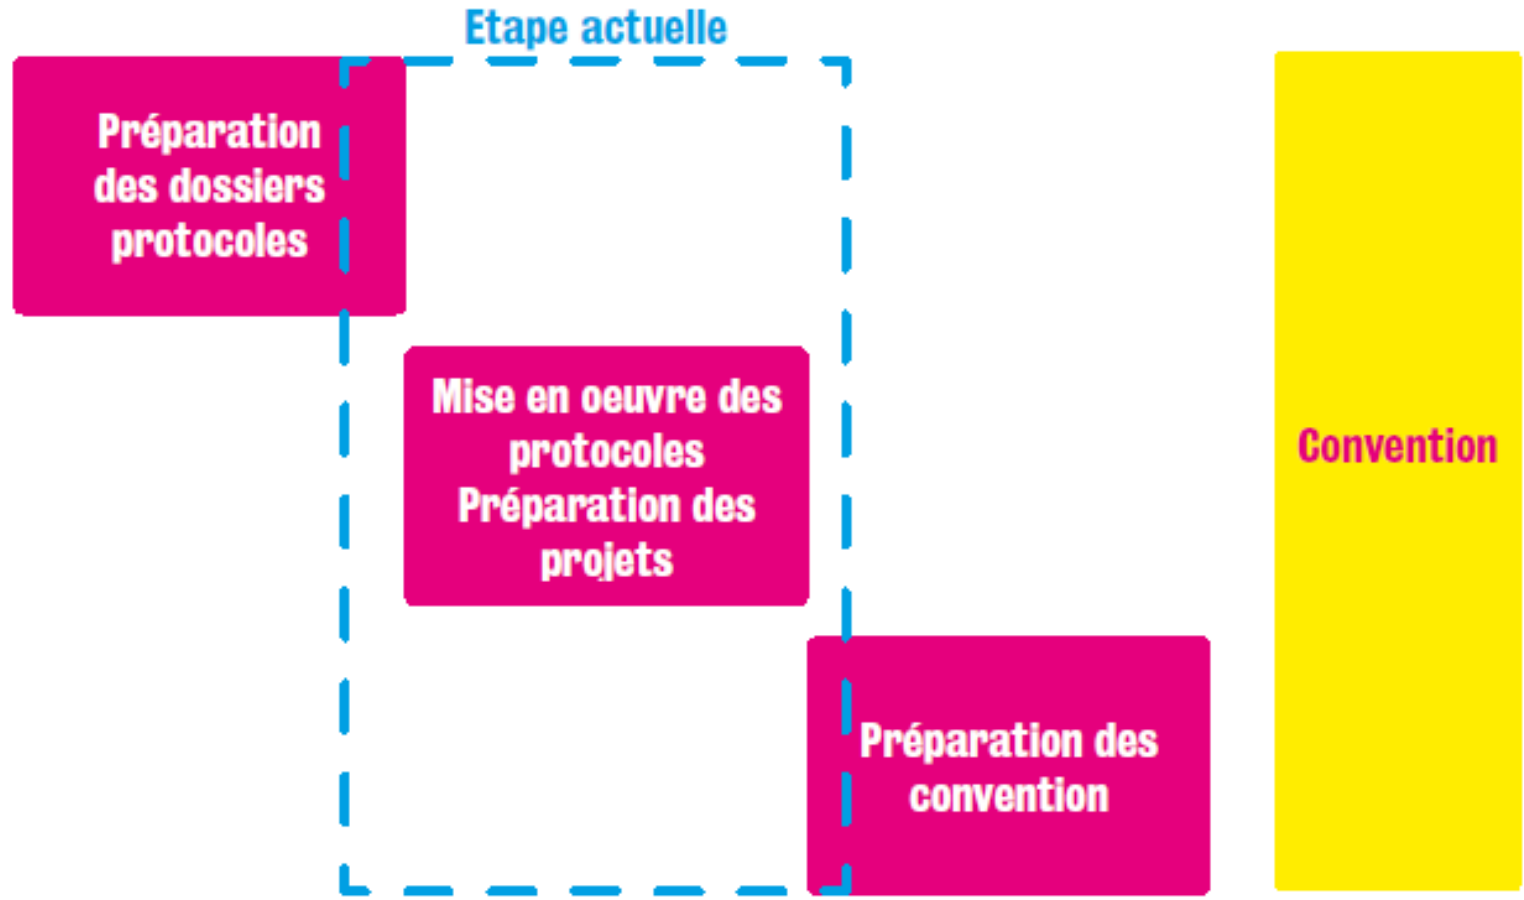 Etape actuelle
Préparation
des dossiers
protocoles
Mise en oeuvre des
protocoles
Préparation des
projets
Préparation des
convention
Convention